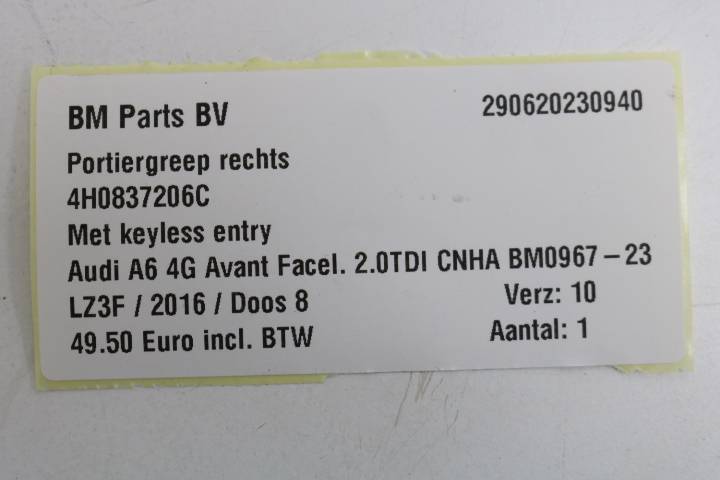 BM Parts BV 290620230940
Portiergreep rechts
4H0837206C
Met keyless entry
Audi A6 4G Avant Facel. 2.0TDI CNHA BM0967-23
LZ3F / 2016 / Doos 8 Verz: 10
49.50 Euro incl. BTW Aantal: 1